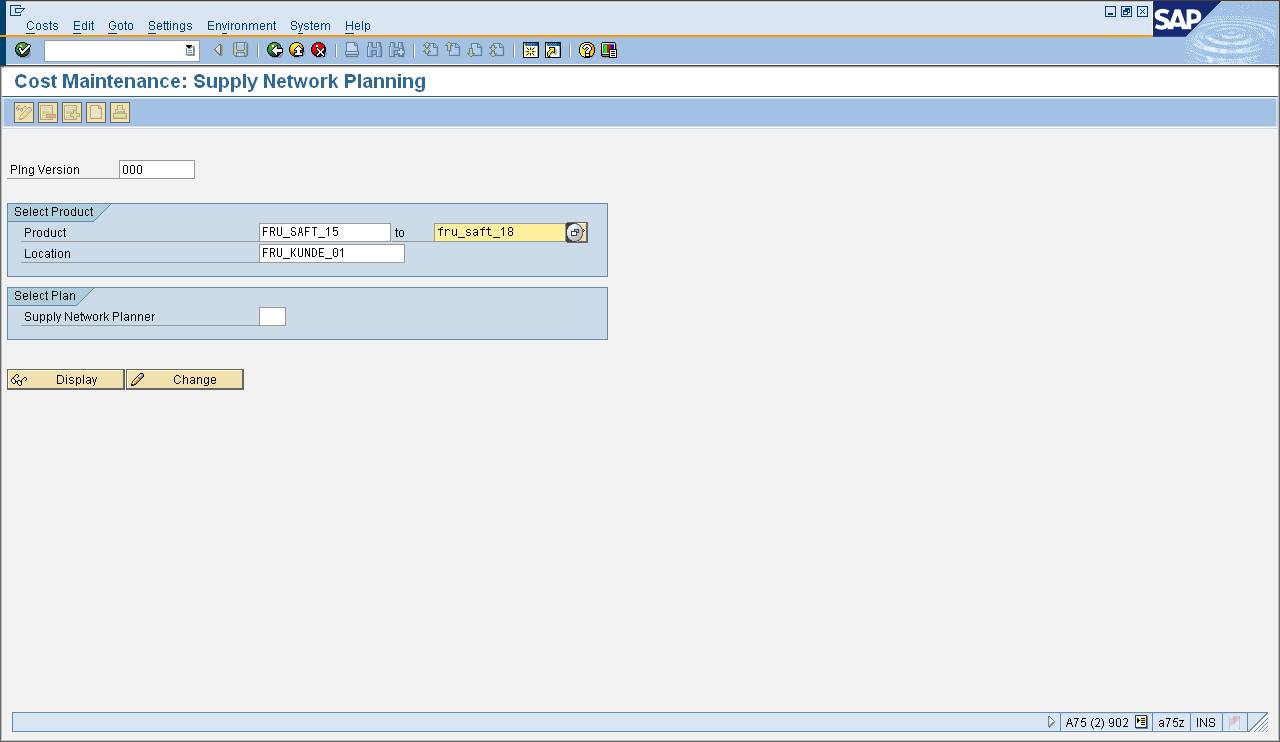 Costs Edit Goto Settings Environment System Help
SAP
Cost Maintenance: Supply Network Planning
Plng Version 000
Select Product
Product FRU_SAFT_15 to fru_saft_18
Location FRU_KUNDE_01
Select Plan
Supply Network Planner
Display Change
A75 (2) 902 a75z INS